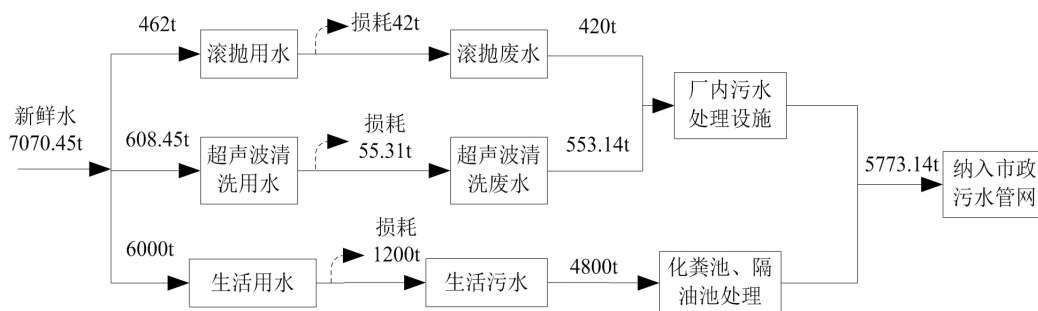 462t
滚抛用水
损耗42t
滚抛废水
420t
新鲜水
7070.45t
608.45t
超声波清
洗用水
损耗
55.31t
超声波清
洗废水
553.14t
厂内污水
处理设施
5773.14t
纳入市政
污水管网
6000t
生活用水
损耗
1200t
生活污水
4800t
化粪池、隔
油池处理